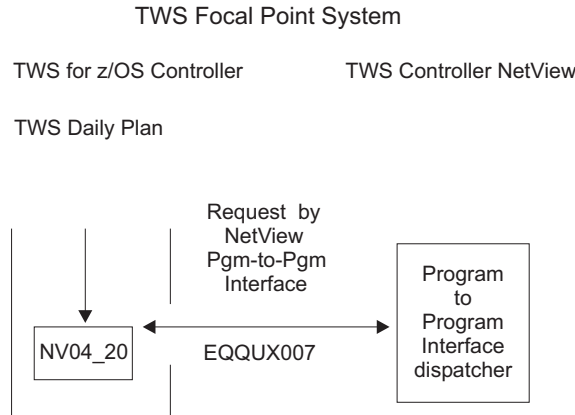 TWS Focal Point System
TWS for z/OS Controller
TWS Controller NetView
TWS Daily Plan
Request by
NetView
Pgm-to-Pgm
Interface
NV04_20
EQQUX007
Program
to
Program
Interface
dispatcher